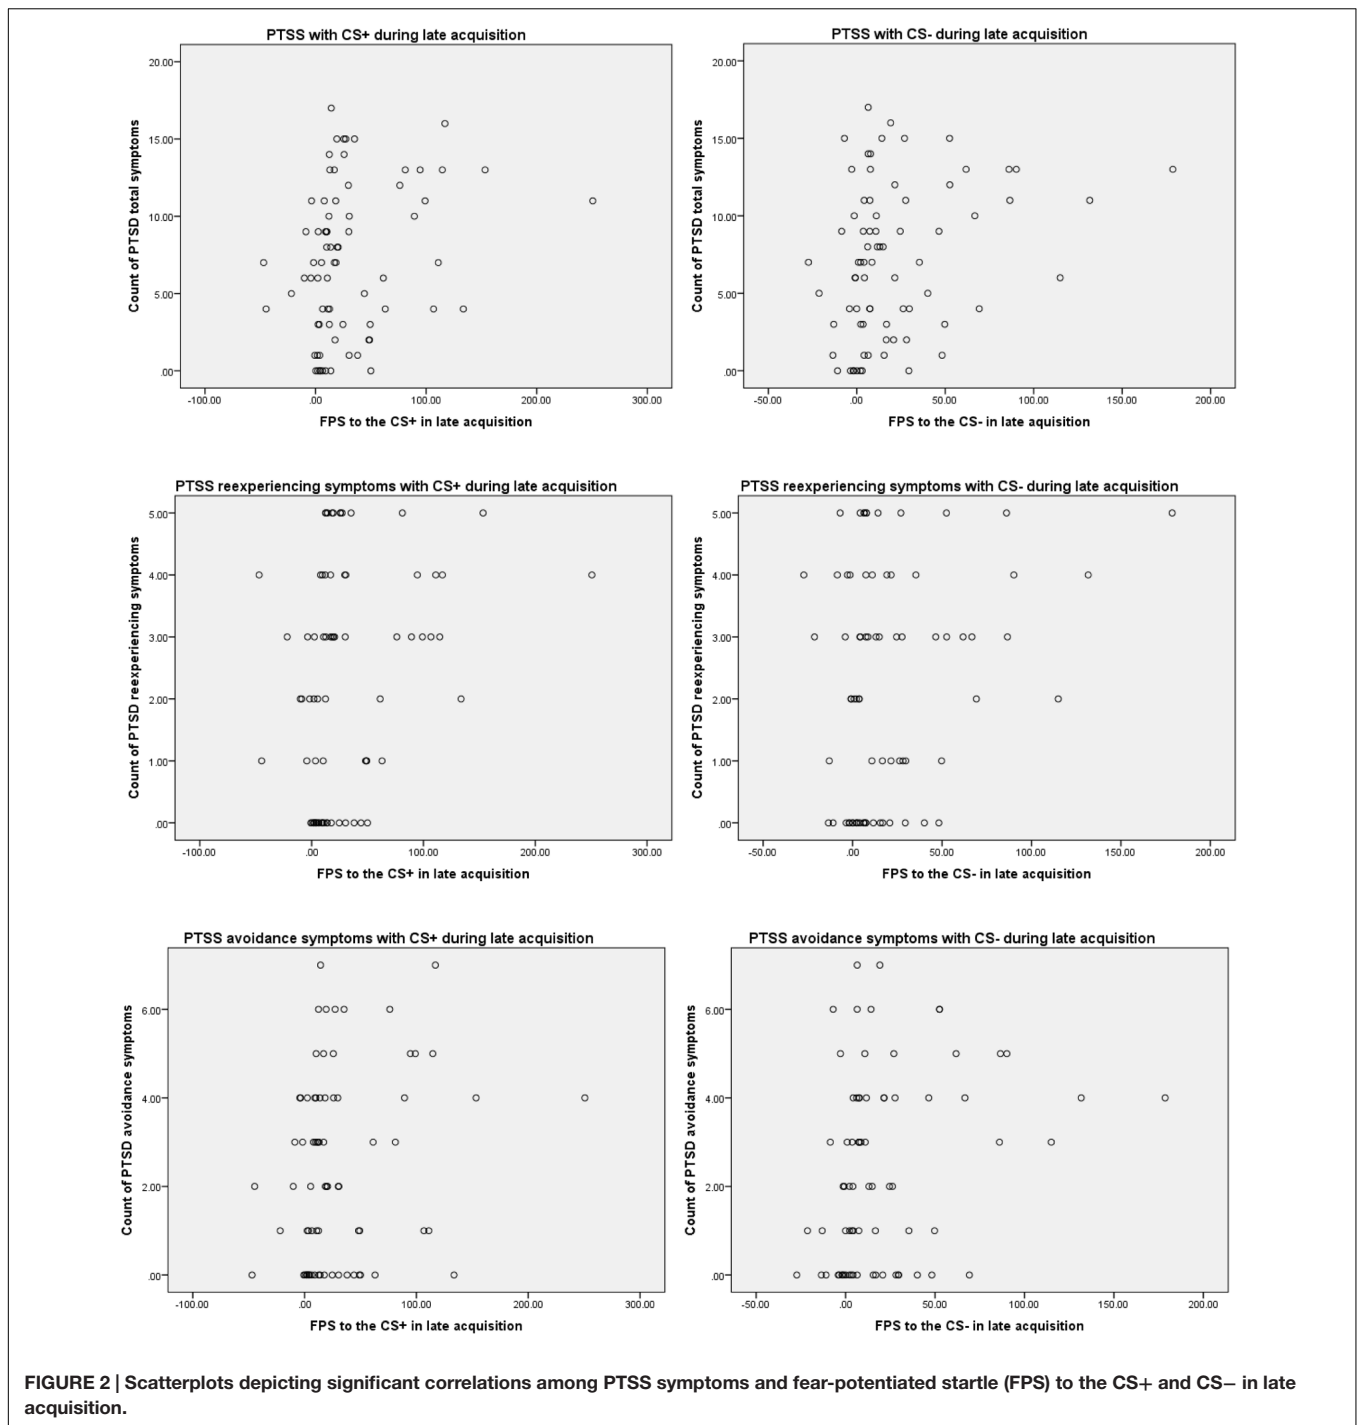 PTSS with CS+ during late acquisition
Count of PTSD total symptoms
20.00
15.00
10.00
5.00
.00
-100.00 .00 100.00 200.00 300.00
FPS to the CS+ in late acquisition
PTSS with CS- during late acquisition
Count of PTSD total symptoms
20.00
15.00
10.00
5.00
.00
-50.00 .00 50.00 100.00 150.00 200.00
FPS to the CS- in late aquisition
PTSS reexperiencing symptoms with CS+ during late acquisition
Count of PTSD reexperiencing symptoms
5.00
4.00
3.00
2.00
1.00
.00
-100.00 .00 100.00 200.00 300.00
FPS to the CS+ in late acquisition
PTSS reexperiencing symptoms with CS- during late acquisition
Count of PTSD reexperiencing symptoms
5.00
4.00
3.00
2.00
1.00
.00
-50.00 .00 50.00 100.00 150.00 200.00
FPS to the CS- in late acquisition
PTSS avoidance symptoms with CS+ during late acquisition
Count of PTSD avoidance symptoms
6.00
4.00
2.00
.00
-100.00 .00 100.00 200.00 300.00
FPS to the CS+ in late acquisition
PTSS avoidance symptoms with CS- during late acquisition
Count of PTSD avoidance symptoms
6.00
4.00
2.00
.00
-50.00 .00 50.00 100.00 150.00 200.00
FPS to the CS- in late acquisition
FIGURE 2 | Scatterplots depicting significant correlations among PTSS symptoms and fear-potentiated startle (FPS) to the CS+ and CS− in late
acquisition.